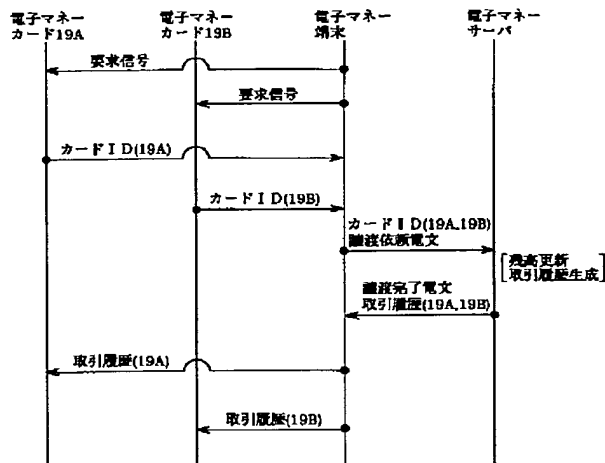 電子マネー
カード19A
電子マネー
カード19B
電子マネー
端末
電子マネー
サーバ
要求信号
要求信号
カードID(19A)
カードID(19B)
カードID(19A,19B)
譲渡依頼電文
残高更新
取引履歴生成
譲渡完了電文
取引履歴(19A,19B)
取引履歴(19A)
取引履歴(19B)